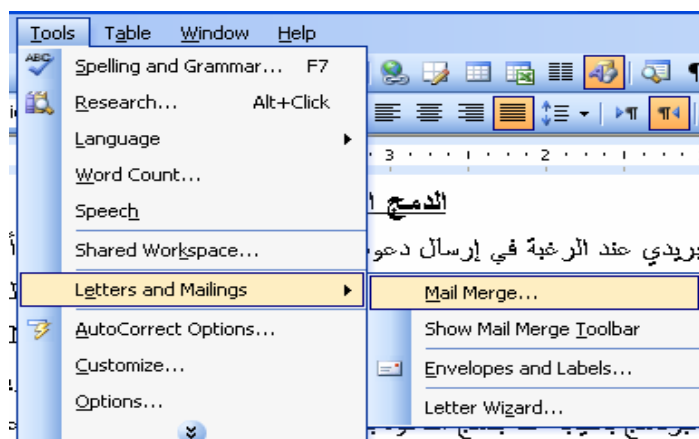 Tools Table Window Help
Spelling and Grammar... F7
Research... Alt+Click
Language
· 3 · · · ı · · · 2 · · · ı · · ·
Word Count...
الدمج
Speech
Shared Workspace...
بريدي عند الرغبة في إرسال دعو
Letters and Mailings
Mail Merge...
AutoCorrect Options...
Show Mail Merge Toolbar
Customize...
Envelopes and Labels...
Options...
Letter Wizard...